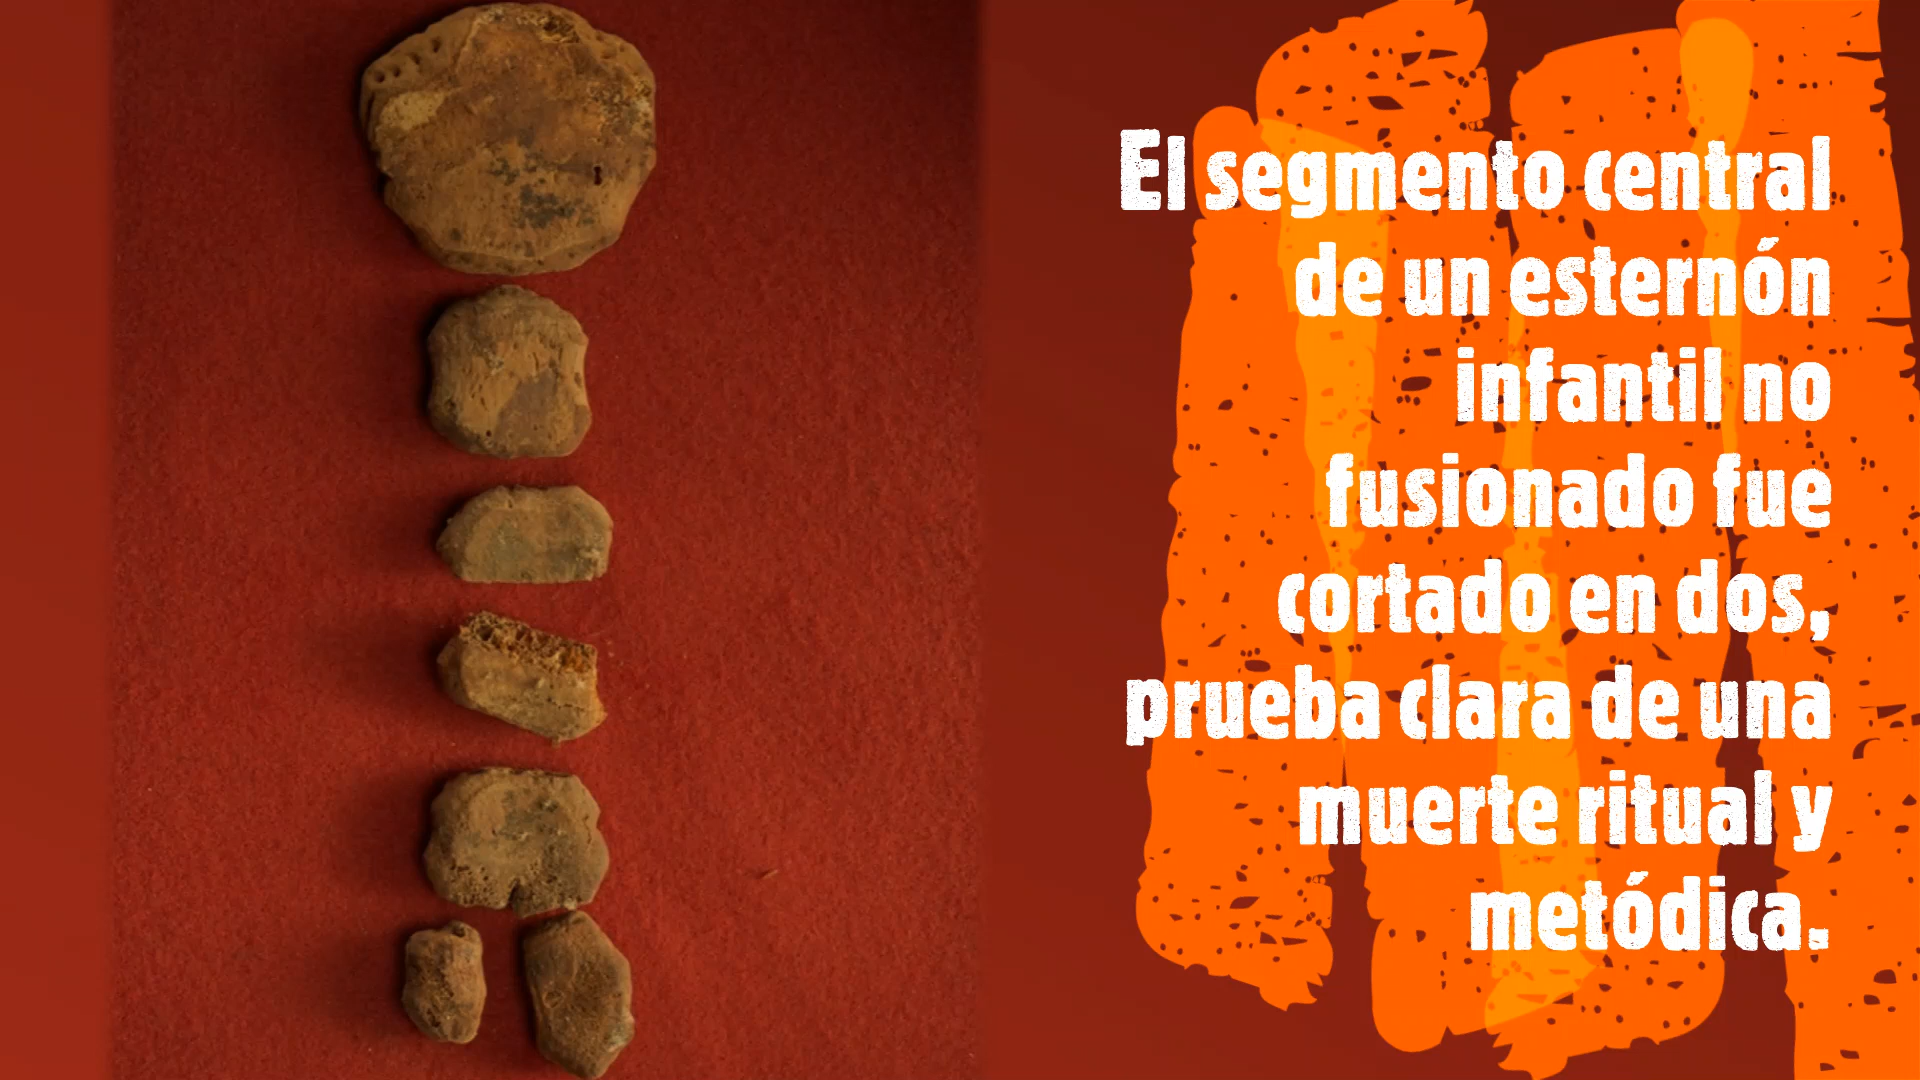 El segmento central
de un esternón
infantil no
fusionado fue
cortado en dos,
prueba clara de una
muerte ritual y
metódica.